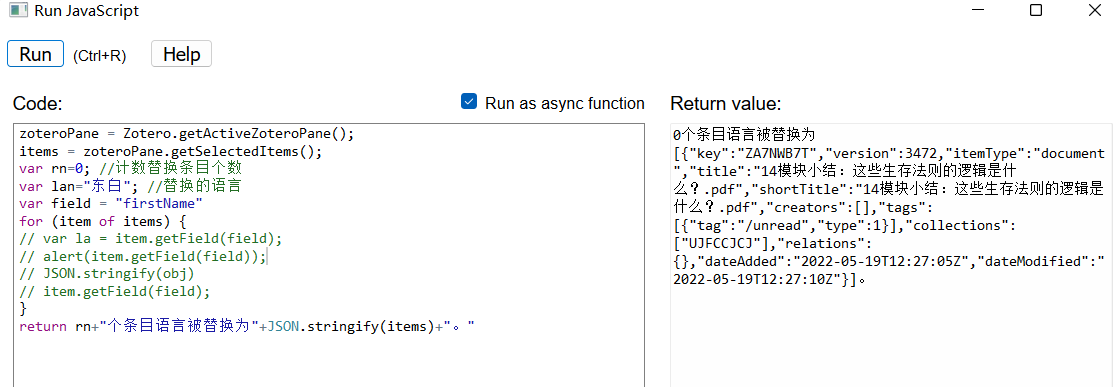 Run JavaScript
Run (Ctrl+R) Help
Code:
Run as async function
zoteroPane = Zotero.getActiveZoteroPane();
items = zoteroPane.getSelectedItems();
var rn=0; //计数替换条目个数
var lan="东白"; //替换的语言
var field = "firstName"
for (item of items) {
// var la = item.getField(field);
// alert(item.getField(field));
// JSON.stringify(obj)
// item.getField(field);
}
return rn+"个条目语言被替换为"+JSON.stringify(items)+"。"
Return value:
0个条目语言被替换为
[{"key":"ZA7NWB7T","version":3472,"itemType":"document
","title":"14模块小结：这些生存法则的逻辑是什
么？.pdf","shortTitle":"14模块小结：这些生存法则的逻辑是
什么？.pdf","creators":[],"tags":
[{"tag":"/unread","type":1}],"collections":
["UJFCCJCJ"],"relations":
{},"dateAdded":"2022-05-19T12:27:05Z","dateModified":"
2022-05-19T12:27:10Z"}]。